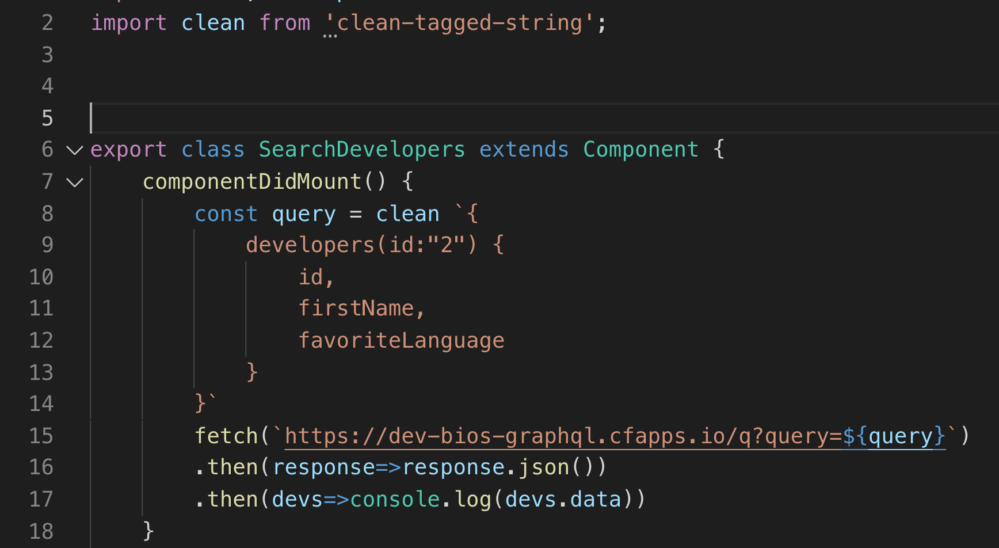 2 import clean from 'clean-tagged-string';
3
4
5
6 export class SearchDevelopers extends Component {
7 componentDidMount() {
8 const query = clean `{
9 developers(id:"2") {
10 id,
11 firstName,
12 favoriteLanguage
13 }
14 }`
15 fetch(`https://dev-bios-graphql.cfapps.io/q?query=${query}`)
16 .then(response=>response.json())
17 .then(devs=>console.log(devs.data))
18 }